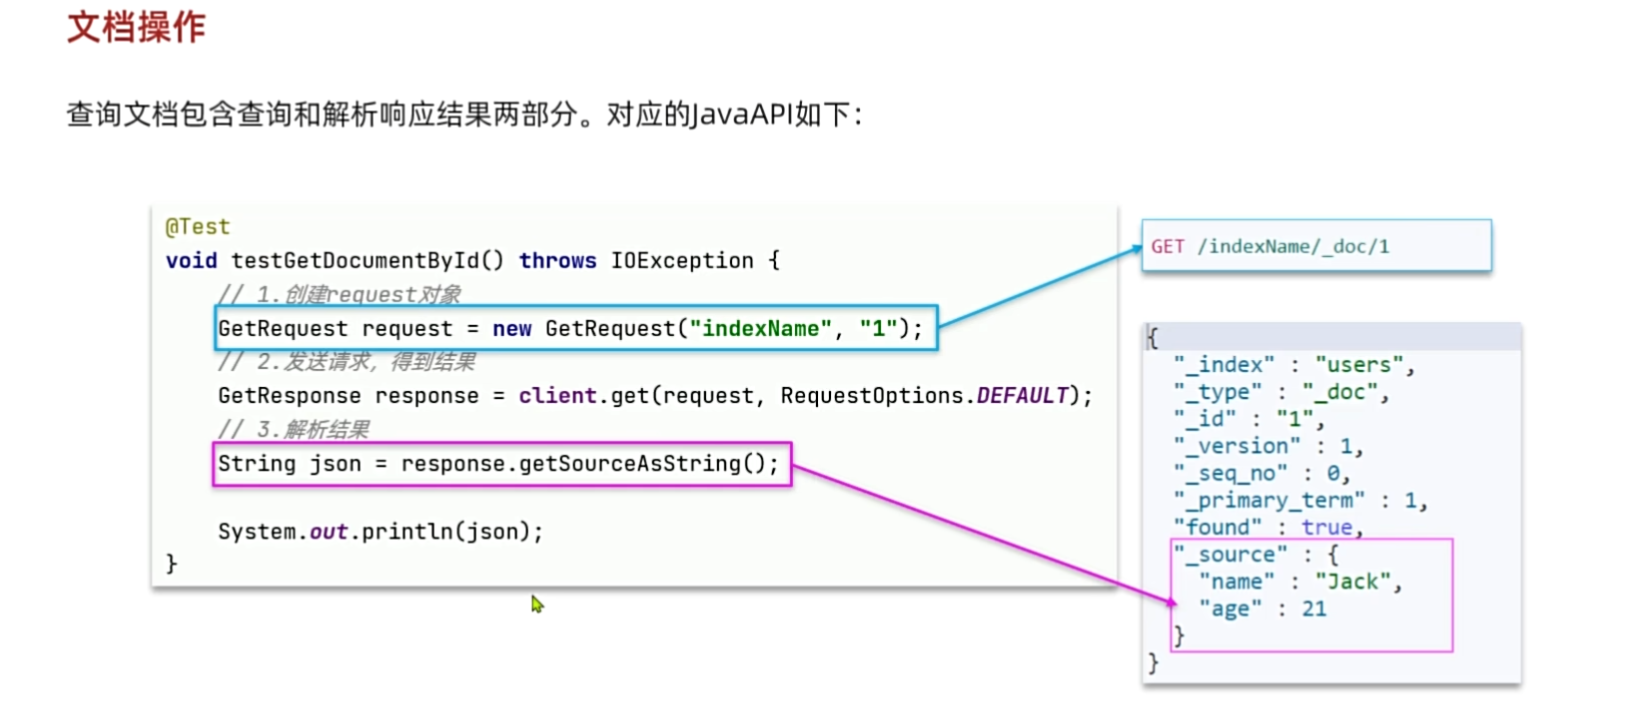 文档操作
查询文档包含查询和解析响应结果两部分。对应的JavaAPI如下：
@Test
void testGetDocumentById() throws IOException {
// 1.创建request对象
GetRequest request = new GetRequest("indexName", "1");
// 2.发送请求，得到结果
GetResponse response = client.get(request, RequestOptions.DEFAULT);
// 3.解析结果
String json = response.getSourceAsString();
System.out.println(json);
}
GET /indexName/_doc/1
{
"_index" : "users",
"_type" : "_doc",
"_id" : "1",
"_version" : 1,
"_seq_no" : 0,
"_primary_term" : 1,
"found" : true,
"_source" : {
"name" : "Jack",
"age" : 21
}
}